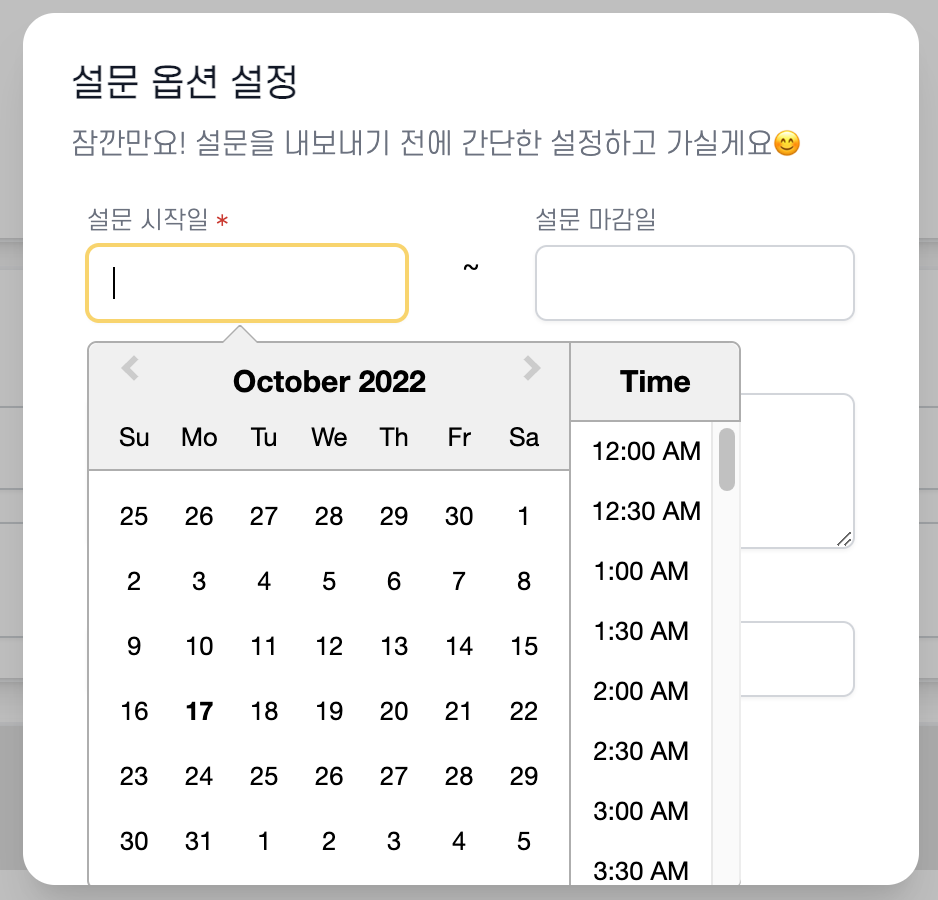 설문 옵션 설정
잠깐만요! 설문을 내보내기 전에 간단한 설정하고 가실게요😊
설문 시작일 *
설문 마감일
~
October 2022
Time
Su Mo Tu We Th Fr Sa
25 26 27 28 29 30 1
2 3 4 5 6 7 8
9 10 11 12 13 14 15
16 17 18 19 20 21 22
23 24 25 26 27 28 29
30 31 1 2 3 4 5
12:00 AM
12:30 AM
1:00 AM
1:30 AM
2:00 AM
2:30 AM
3:00 AM
3:30 AM